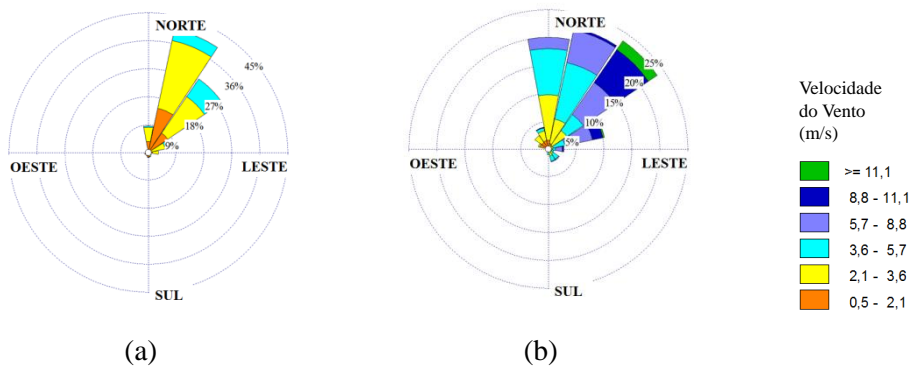 NORTE
45%
36%
27%
18%
9%
OESTE
LESTE
SUL
(a)
NORTE
25%
20%
15%
10%
5%
OESTE
LESTE
SUL
(b)
Velocidade
do Vento
(m/s)
>= 11,1
8,8 - 11,1
5,7 - 8,8
3,6 - 5,7
2,1 - 3,6
0,5 - 2,1